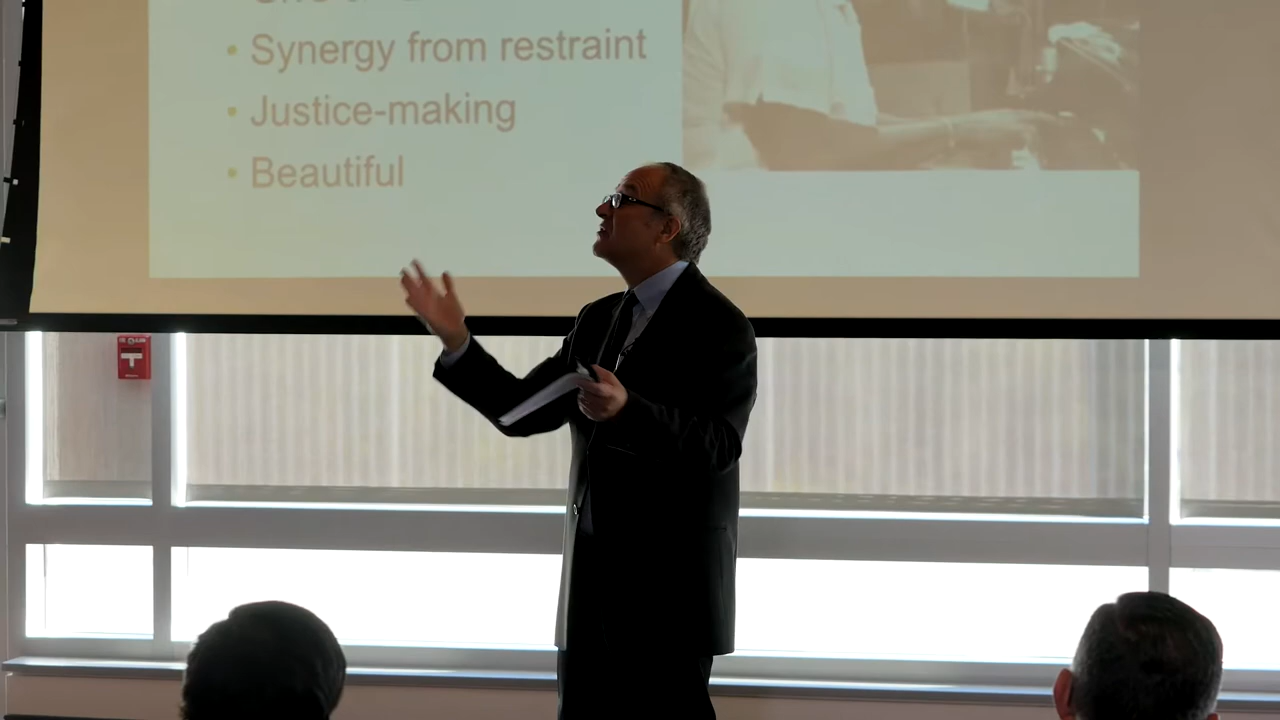 • Synergy from restraint
• Justice-making
• Beautiful